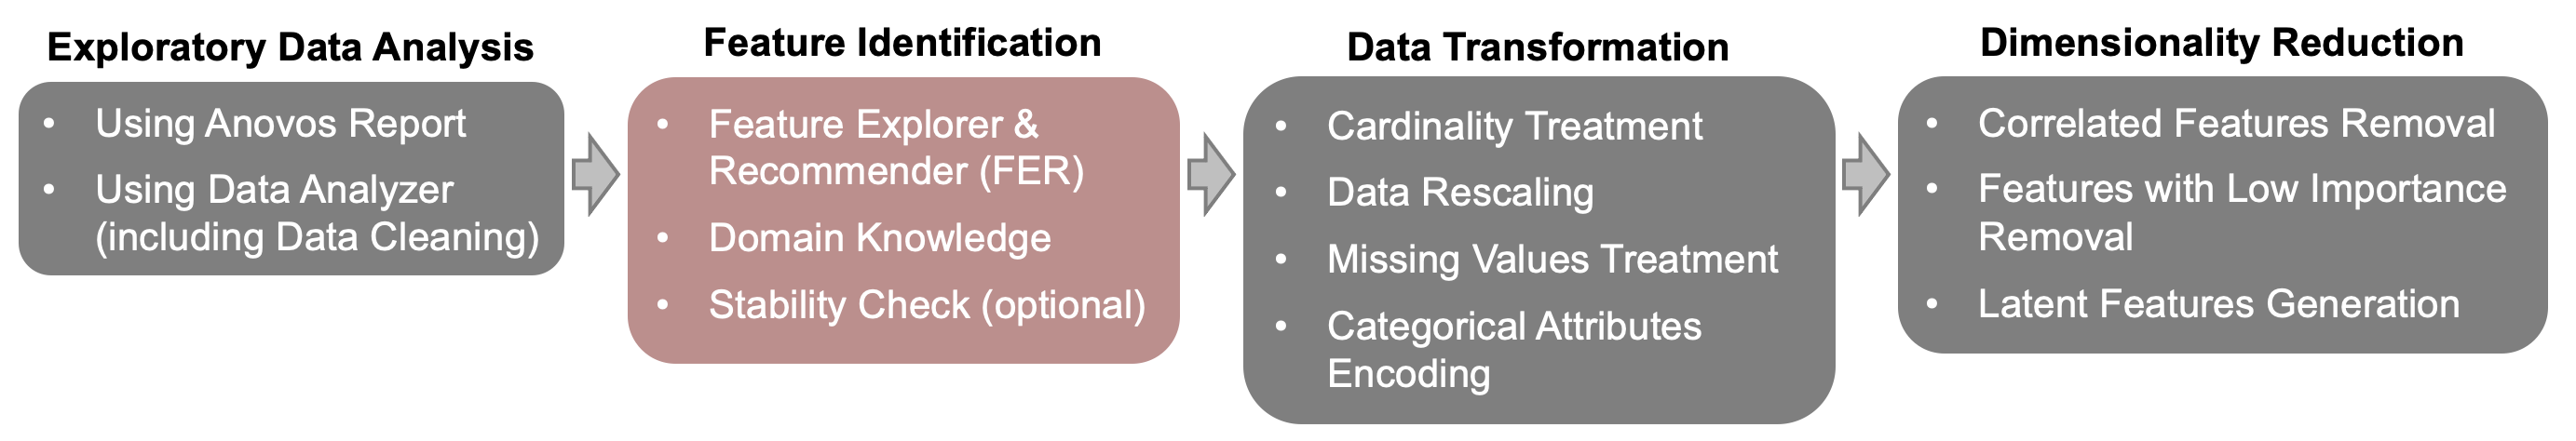 Exploratory Data Analysis
• Using Anovos Report
• Using Data Analyzer
(including Data Cleaning)
Feature Identification
• Feature Explorer &
Recommender (FER)
• Domain Knowledge
• Stability Check (optional)
Data Transformation
• Cardinality Treatment
• Data Rescaling
• Missing Values Treatment
• Categorical Attributes
Encoding
Dimensionality Reduction
• Correlated Features Removal
• Features with Low Importance
Removal
• Latent Features Generation